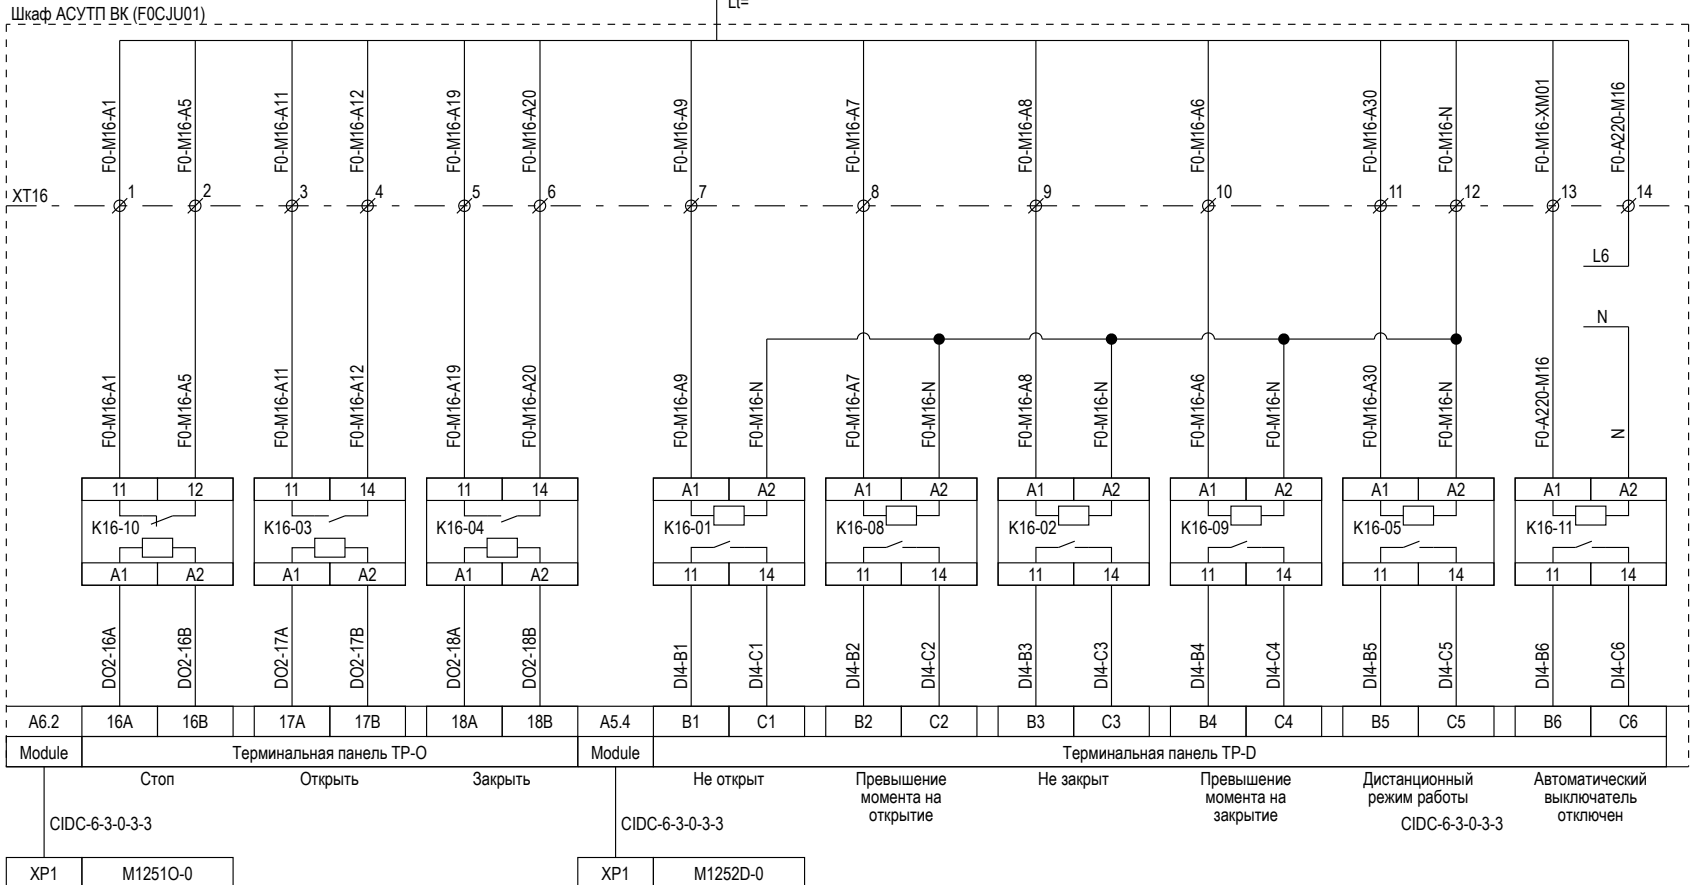 Шкаф АСУТП ВК (F0CJU01)
Lt=
F0-M16-A1
F0-M16-A5
F0-M16-A11
F0-M16-A12
F0-M16-A19
F0-M16-A20
F0-M16-A9
F0-M16-A7
F0-M16-A8
F0-M16-A6
F0-M16-A30
F0-M16-N
F0-M16-XM01
F0-A220-M16
XT16
1 2 3 4 5 6 7 8 9 10 11 12 13 14
L6
N
F0-M16-A1
F0-M16-A5
F0-M16-A11
F0-M16-A12
F0-M16-A19
F0-M16-A20
F0-M16-A9
F0-M16-N
F0-M16-A7
F0-M16-N
F0-M16-A8
F0-M16-N
F0-M16-A6
F0-M16-N
F0-M16-A30
F0-M16-N
F0-A220-M16
N
11 12 11 14 11 14 A1 A2 A1 A2 A1 A2 A1 A2 A1 A2 A1 A2
K16-10 K16-03 K16-04 K16-01 K16-08 K16-02 K16-09 K16-05 K16-11
A1 A2 A1 A2 A1 A2 11 14 11 14 11 14 11 14 11 14 11 14
DO2-16A
DO2-16B
DO2-17A
DO2-17B
DO2-18A
DO2-18B
DI4-B1
DI4-C1
DI4-B2
DI4-C2
DI4-B3
DI4-C3
DI4-B4
DI4-C4
DI4-B5
DI4-C5
DI4-B6
DI4-C6
A6.2 16A 16B 17A 17B 18A 18B A5.4 B1 C1 B2 C2 B3 C3 B4 C4 B5 C5 B6 C6
Module Терминальная панель TP-O Module Терминальная панель TP-D
Стоп
Открыть
Закрыть
Не открыт
Превышение
момента на
открытие
Не закрыт
Превышение
момента на
закрытие
Дистанционный
режим работы
Автоматический
выключатель
отключен
CIDC-6-3-0-3-3
CIDC-6-3-0-3-3
CIDC-6-3-0-3-3
XP1 M1251O-0
XP1 M1252D-0